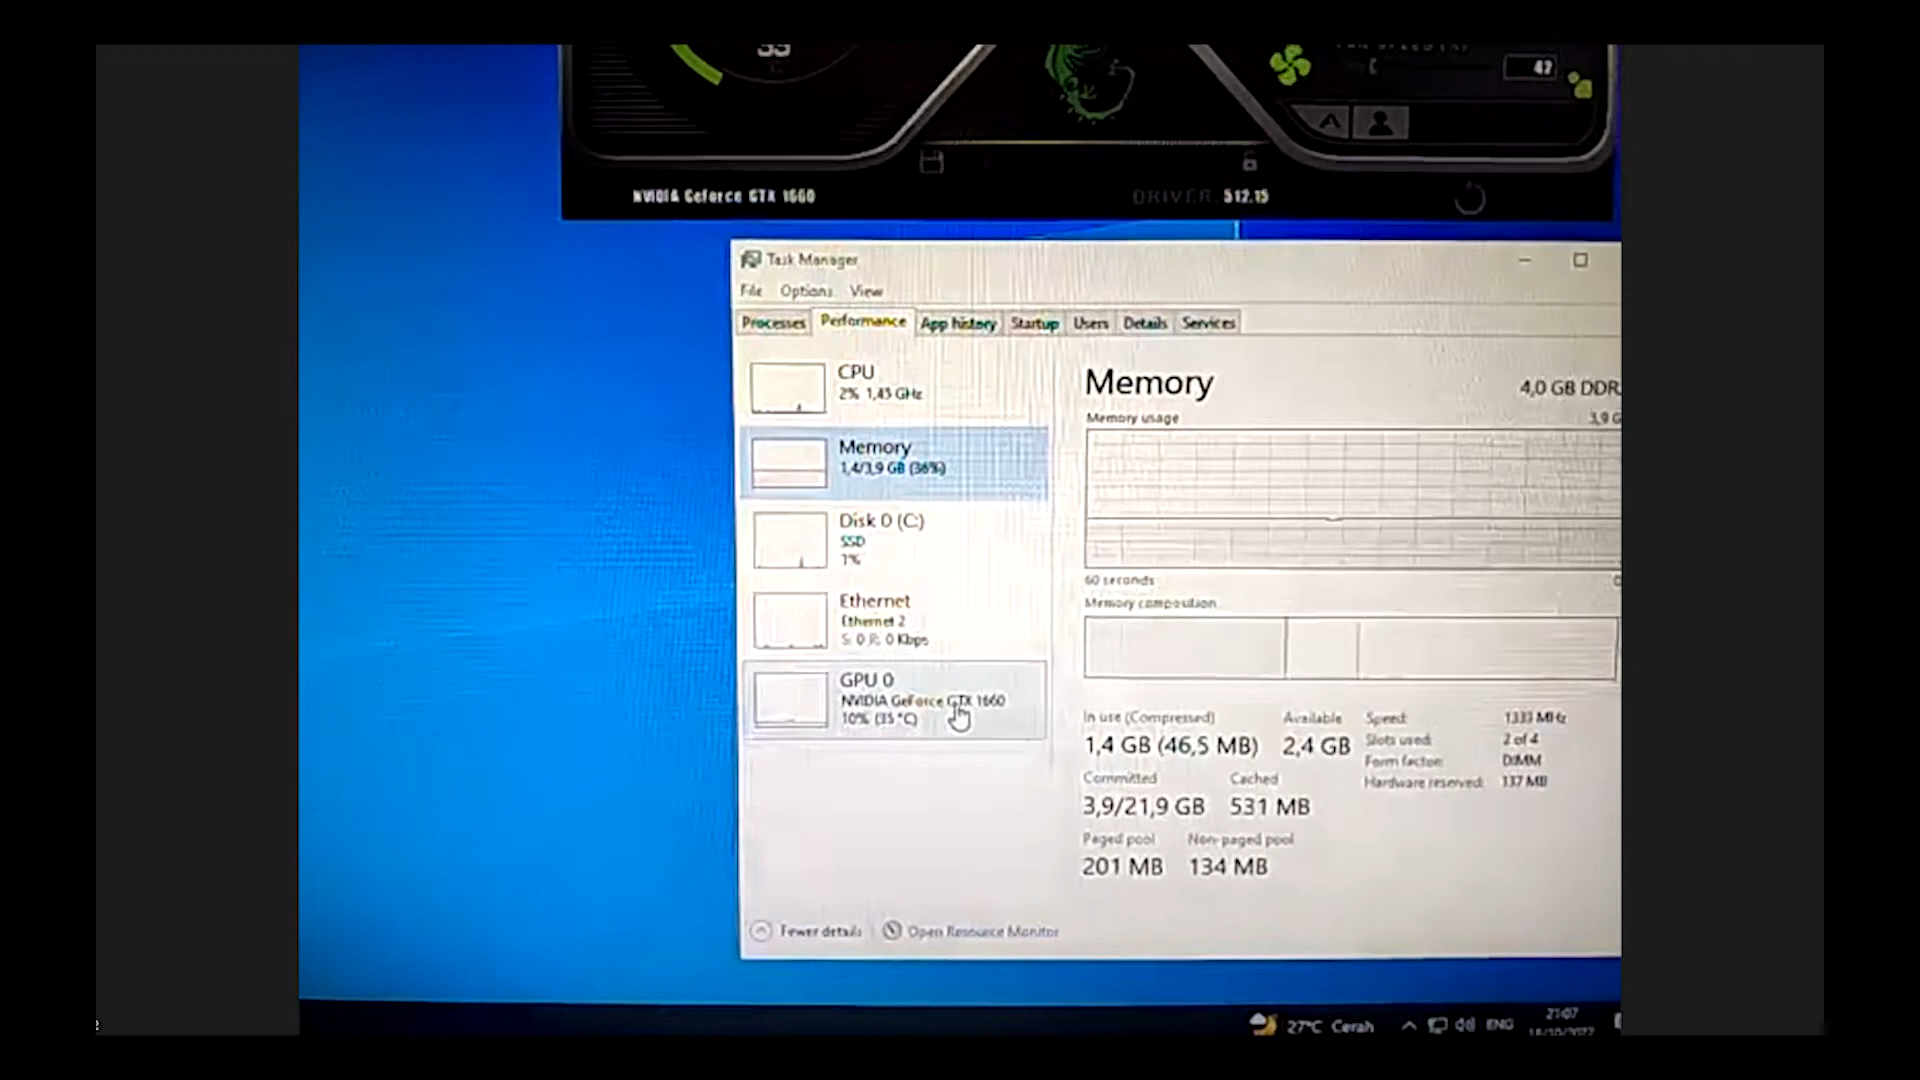 42
NVIDIA Geforce GTX 1660
DRIVER 512.15
Task Manager
File Options View
Processes Performance App history Startup Users Details Services
CPU
2% 1,43 GHz
Memory
1,4/3,9 GB (36%)
Disk 0 (C:)
SSD
1%
Ethernet
Ethernet 2
S: 0 R: 0 Kbps
GPU 0
NVIDIA GeForce GTX 1660
10% (35 °C)
Memory 4,0 GB DDR
Memory usage 3,9 G
60 seconds 0
Memory composition
In use (Compressed) Available
1,4 GB (46,5 MB) 2,4 GB
Committed Cached
3,9/21,9 GB 531 MB
Paged pool Non-paged pool
201 MB 134 MB
Speed: 1333 MHz
Slots used: 2 of 4
Form factor: DIMM
Hardware reserved: 137 MB
Fewer details Open Resource Monitor
27°C Cerah ENG 21:07
18/10/2022